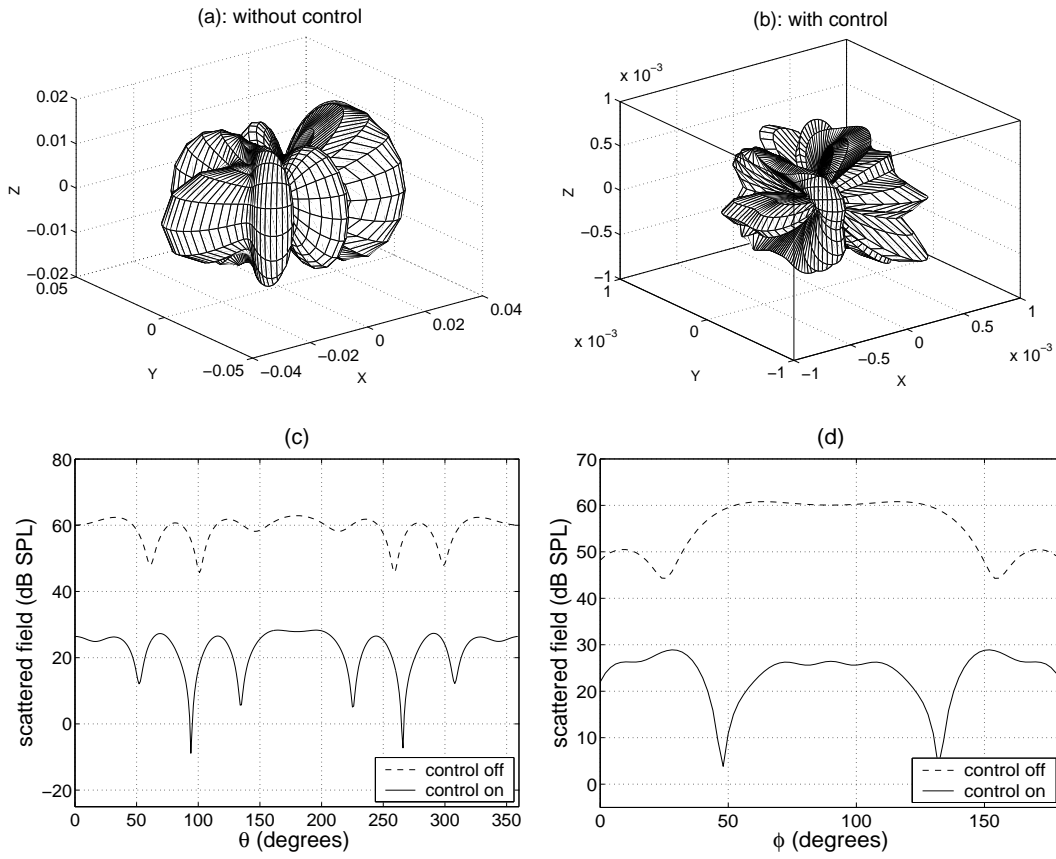 (a): without control
0.02
0.01
0
−0.01
−0.02
Z
0.05
0
−0.05
Y
−0.04
−0.02
0
0.02
0.04
X
(b): with control
x 10⁻³
1
0.5
0
−0.5
−1
Z
1
0
−1
x 10⁻³
Y
−1
−0.5
0
0.5
1
x 10⁻³
X
(c)
80
60
40
20
0
−20
scattered field (dB SPL)
0 50 100 150 200 250 300 350
θ (degrees)
control off
control on
(d)
70
60
50
40
30
20
10
0
scattered field (dB SPL)
0 50 100 150
ϕ (degrees)
control off
control on